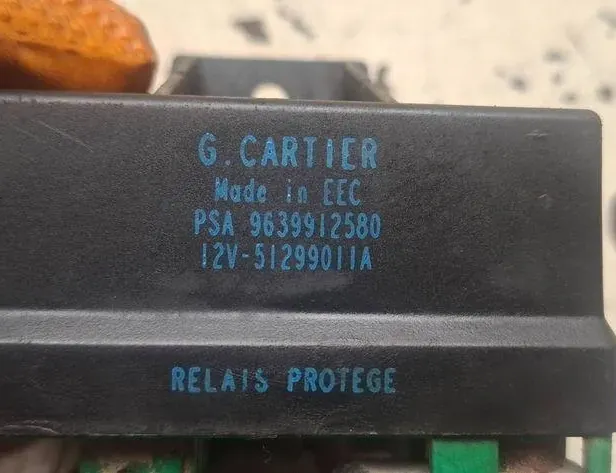 G. CARTIER
Made in EEC
PSA 9639912580
12V-51299011A
RELAIS PROTEGE